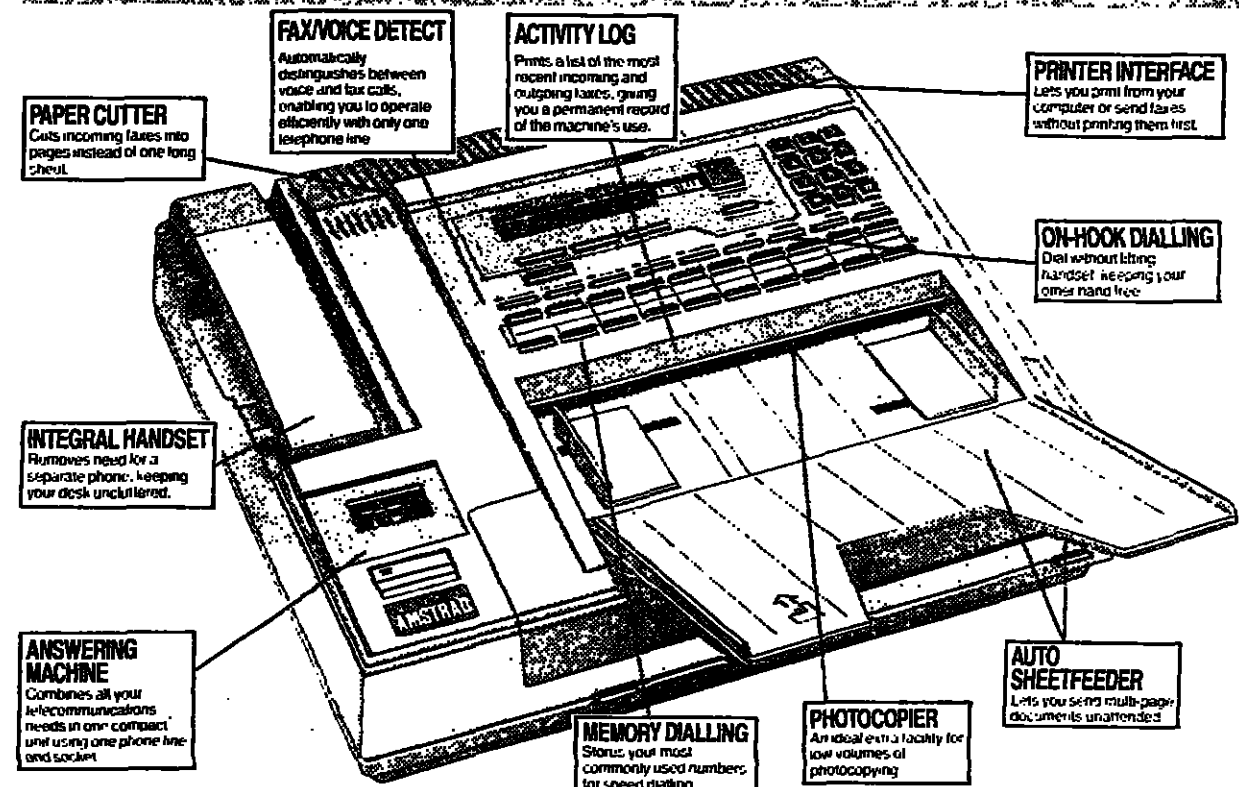 FAX/VOICE DETECT
Automatically
distinguishes between
voice and fax calls,
enabling you to operate
efficiently with only one
telephone line
ACTIVITY LOG
Prints a list of the most
recent incoming and
outgoing faxes, giving
you a permanent record
of the machine's use.
PRINTER INTERFACE
Lets you print from your
computer or send faxes
without printing them first.
PAPER CUTTER
Cuts incoming faxes into
pages instead of one long
sheet.
ON-HOOK DIALLING
Dial without lifting
handset keeping your
other hand free
INTEGRAL HANDSET
Removes need for a
separate phone, keeping
your desk uncluttered.
AMSTRAD
ANSWERING
MACHINE
Combines all your
telecommunications
needs in one compact
unit using one phone line
and socket
MEMORY DIALLING
Stores your most
commonly used numbers
for speed dialling
PHOTOCOPIER
An ideal extra facility for
low volumes of
photocopying
AUTO
SHEETFEEDER
Lets you send multi-page
documents unattended